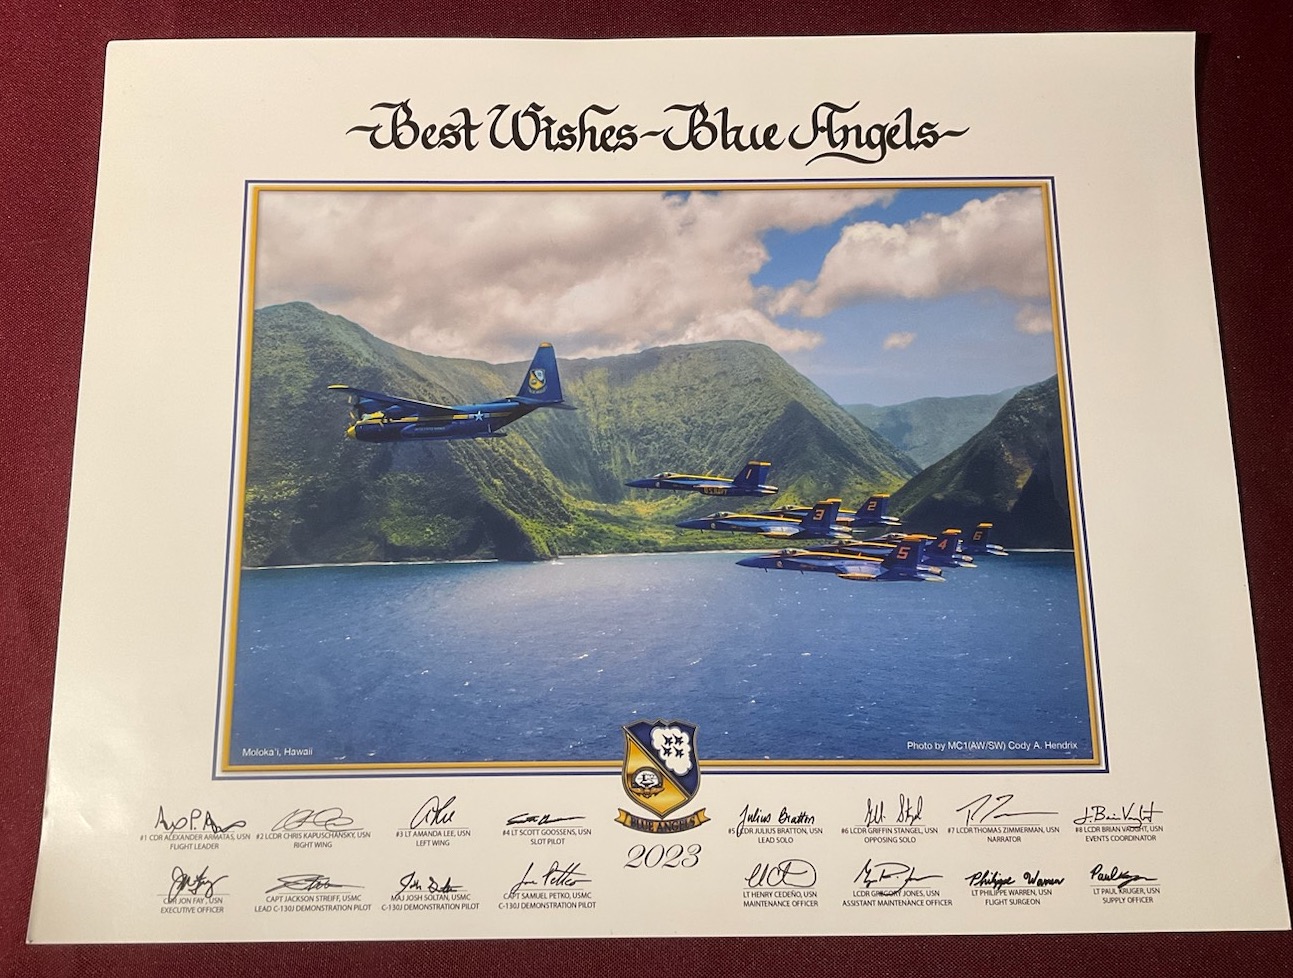 ~Best Wishes~Blue Angels~
U.S. NAVY
1
3
2
5
4
6
Moloka'i, Hawaii
Photo by MC1(AW/SW) Cody A. Hendrix
BLUE ANGELS
2023
#1 CDR ALEXANDER ARMATAS, USN
FLIGHT LEADER
#2 LCDR CHRIS KAPUSCHANSKY, USN
RIGHT WING
#3 LT AMANDA LEE, USN
LEFT WING
#4 LT SCOTT GOOSSENS, USN
SLOT PILOT
Julius Bratton
#5 LCDR JULIUS BRATTON, USN
LEAD SOLO
#6 LCDR GRIFFIN STANGEL, USN
OPPOSING SOLO
#7 LCDR THOMAS ZIMMERMAN, USN
NARRATOR
#8 LCDR BRIAN VAUGHT, USN
EVENTS COORDINATOR
CDR JON FAY, USN
EXECUTIVE OFFICER
CAPT JACKSON STREIFF, USMC
LEAD C-130J DEMONSTRATION PILOT
MAJ JOSH SOLTAN, USMC
C-130J DEMONSTRATION PILOT
CAPT SAMUEL PETKO, USMC
C-130J DEMONSTRATION PILOT
LT HENRY CEDEÑO, USN
MAINTENANCE OFFICER
LCDR GREGORY JONES, USN
ASSISTANT MAINTENANCE OFFICER
Philippe Warren
LT PHILIPPE WARREN, USN
FLIGHT SURGEON
LT PAUL KRUGER, USN
SUPPLY OFFICER